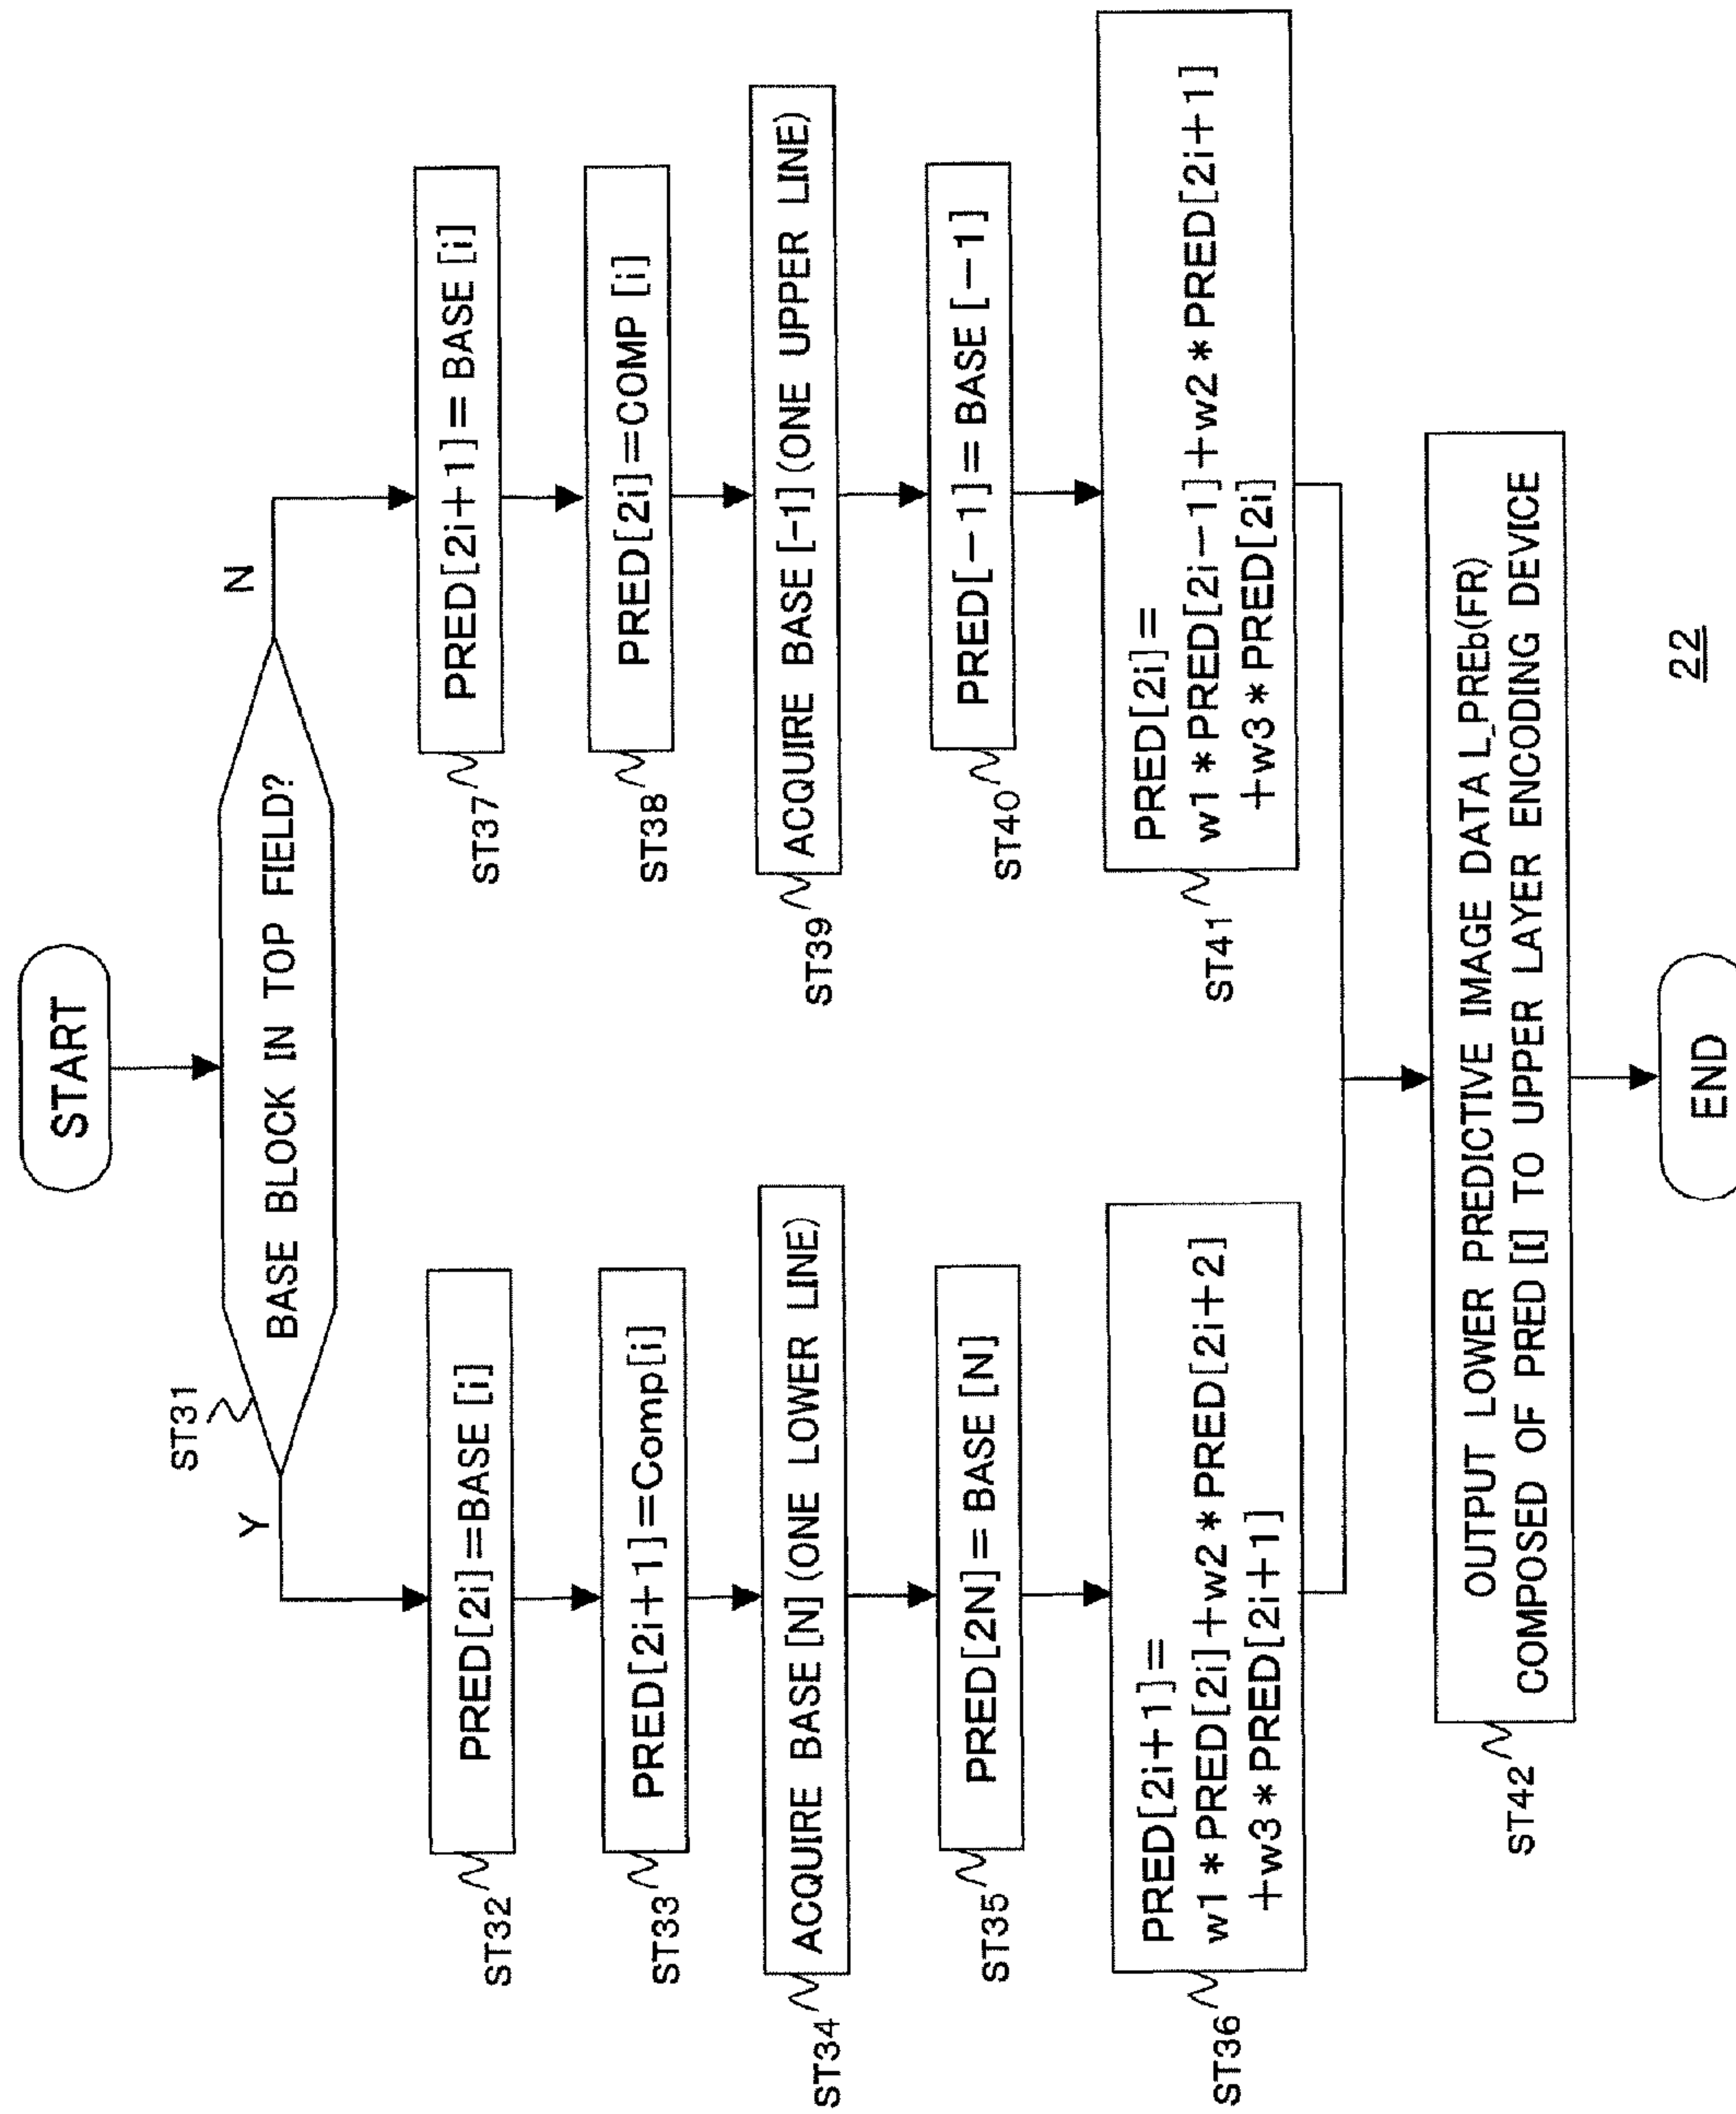 START
ST31
BASE BLOCK IN TOP FIELD?
Y
N
ST32
PRED[2i]=BASE [i]
ST33
PRED[2i+1]=Comp[i]
ST34
ACQUIRE BASE [N] (ONE LOWER LINE)
ST35
PRED[2N]=BASE [N]
ST36
PRED[2i+1]=
w1*PRED[2i]+w2*PRED[2i+2]
+w3*PRED[2i+1]
ST37
PRED[2i+1]=BASE [i]
ST38
PRED[2i]=COMP [i]
ST39
ACQUIRE BASE [-1] (ONE UPPER LINE)
ST40
PRED[-1]=BASE [-1]
ST41
PRED[2i]=
w1*PRED[2i-1]+w2*PRED[2i+1]
+w3*PRED[2i]
ST42
OUTPUT LOWER PREDICTIVE IMAGE DATA L_PREb(FR)
COMPOSED OF PRED [I] TO UPPER LAYER ENCODING DEVICE
END
22